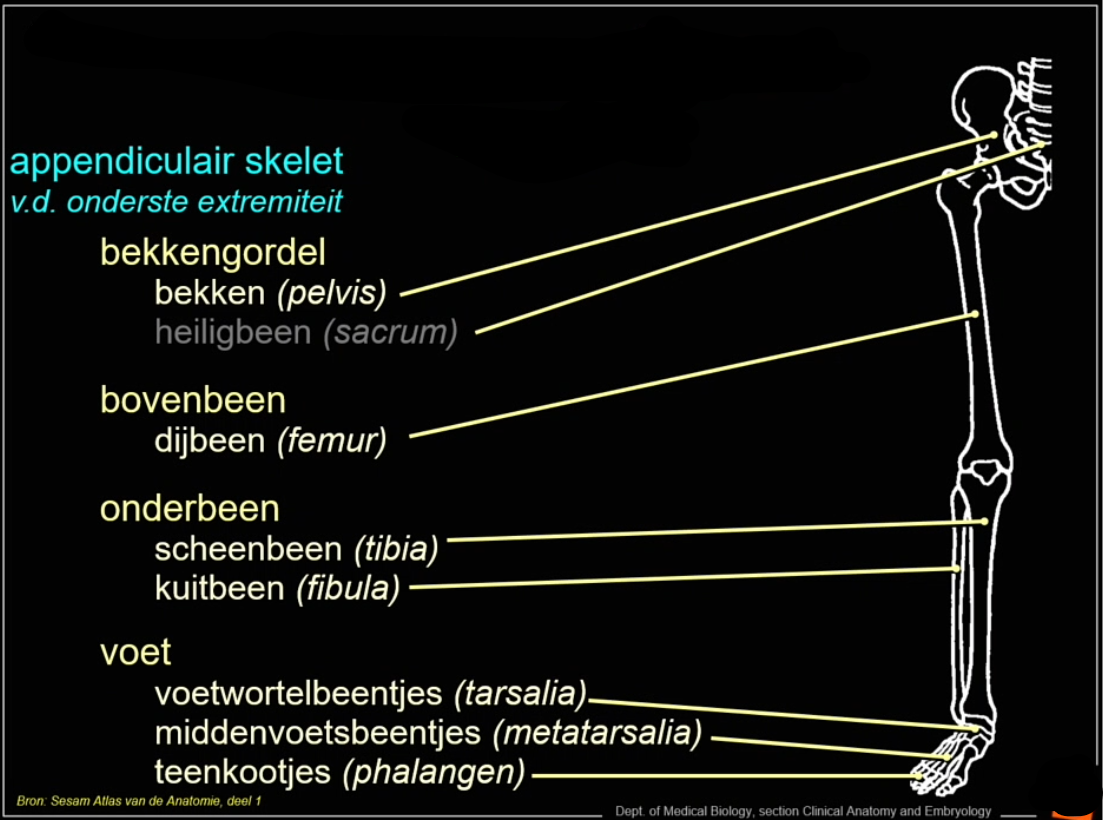 appendiculair skelet
v.d. onderste extremiteit
bekkengordel
bekken (pelvis)
heiligbeen (sacrum)
bovenbeen
dijbeen (femur)
onderbeen
scheenbeen (tibia)
kuitbeen (fibula)
voet
voetwortelbeentjes (tarsalia)
middenvoetsbeentjes (metatarsalia)
teenkootjes (phalangen)
Bron: Sesam Atlas van de Anatomie, deel 1
Dept. of Medical Biology, section Clinical Anatomy and Embryology